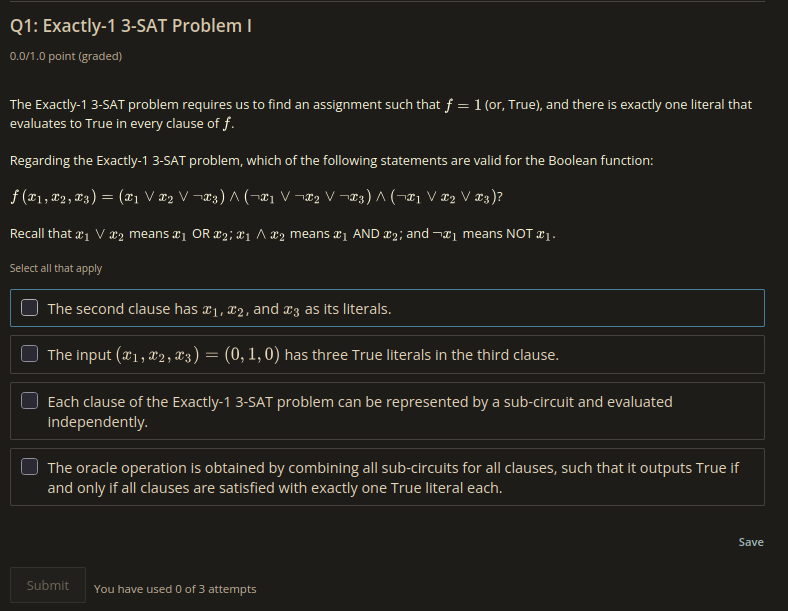 Q1: Exactly-1 3-SAT Problem I
0.0/1.0 point (graded)
The Exactly-1 3-SAT problem requires us to find an assignment such that f = 1 (or, True), and there is exactly one literal that
evaluates to True in every clause of f.
Regarding the Exactly-1 3-SAT problem, which of the following statements are valid for the Boolean function:
f(x₁, x₂, x₃) = (x₁ ∨ x₂ ∨ ¬x₃) ∧ (¬x₁ ∨ ¬x₂ ∨ ¬x₃) ∧ (¬x₁ ∨ x₂ ∨ x₃)?
Recall that x₁ ∨ x₂ means x₁ OR x₂; x₁ ∧ x₂ means x₁ AND x₂; and ¬x₁ means NOT x₁.
Select all that apply
The second clause has x₁, x₂, and x₃ as its literals.
The input (x₁, x₂, x₃) = (0, 1, 0) has three True literals in the third clause.
Each clause of the Exactly-1 3-SAT problem can be represented by a sub-circuit and evaluated
independently.
The oracle operation is obtained by combining all sub-circuits for all clauses, such that it outputs True if
and only if all clauses are satisfied with exactly one True literal each.
Save
Submit
You have used 0 of 3 attempts